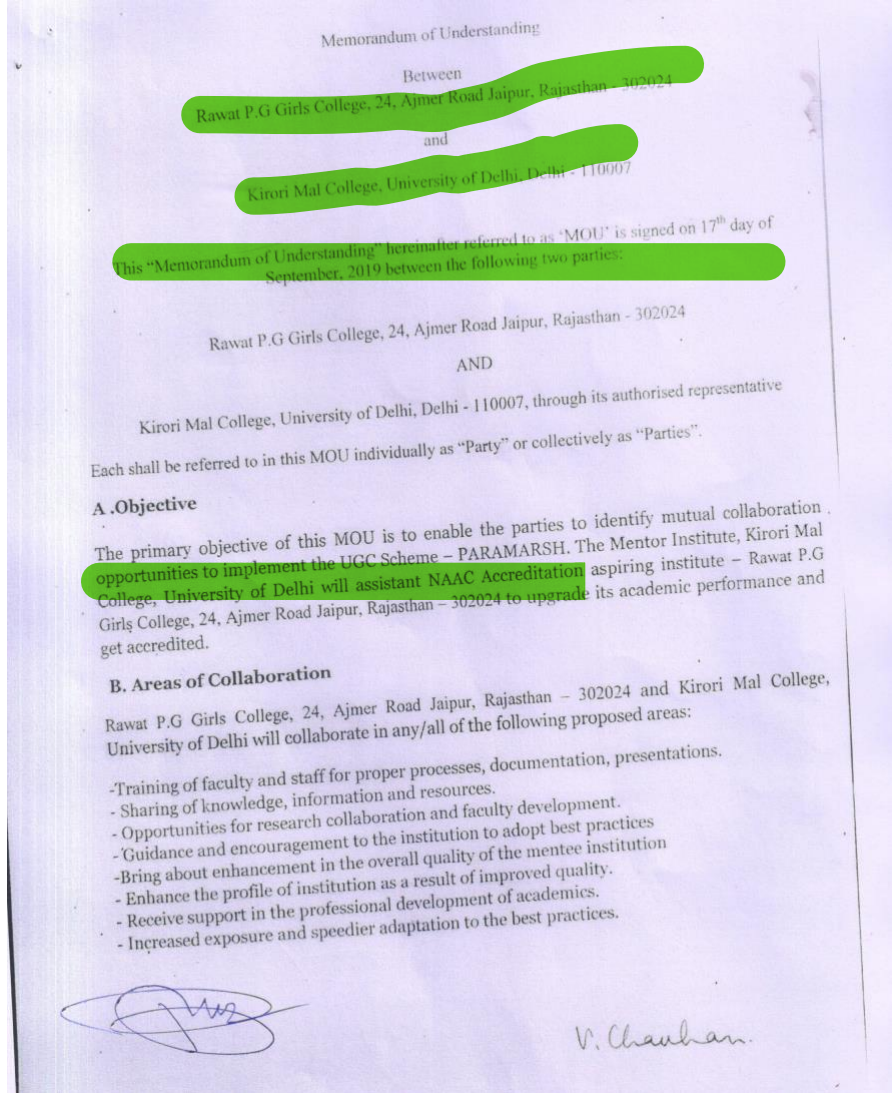 Memorandum of Understanding
Between
Rawat P.G Girls College, 24, Ajmer Road Jaipur, Rajasthan - 302024
and
Kirori Mal College, University of Delhi, Delhi - 110007
This “Memorandum of Understanding” hereinafter referred to as ‘MOU’ is signed on 17th day of
September, 2019 between the following two parties:
Rawat P.G Girls College, 24, Ajmer Road Jaipur, Rajasthan - 302024
AND
Kirori Mal College, University of Delhi, Delhi - 110007, through its authorised representative
Each shall be referred to in this MOU individually as “Party” or collectively as “Parties”.
A .Objective
The primary objective of this MOU is to enable the parties to identify mutual collaboration
opportunities to implement the UGC Scheme – PARAMARSH. The Mentor Institute, Kirori Mal
College, University of Delhi will assistant NAAC Accreditation aspiring institute – Rawat P.G
Girls College, 24, Ajmer Road Jaipur, Rajasthan – 302024 to upgrade its academic performance and
get accredited.
B. Areas of Collaboration
Rawat P.G Girls College, 24, Ajmer Road Jaipur, Rajasthan – 302024 and Kirori Mal College,
University of Delhi will collaborate in any/all of the following proposed areas:
-Training of faculty and staff for proper processes, documentation, presentations.
- Sharing of knowledge, information and resources.
- Opportunities for research collaboration and faculty development.
- Guidance and encouragement to the institution to adopt best practices
-Bring about enhancement in the overall quality of the mentee institution
- Enhance the profile of institution as a result of improved quality.
- Receive support in the professional development of academics.
- Increased exposure and speedier adaptation to the best practices.
V. Chauhan.